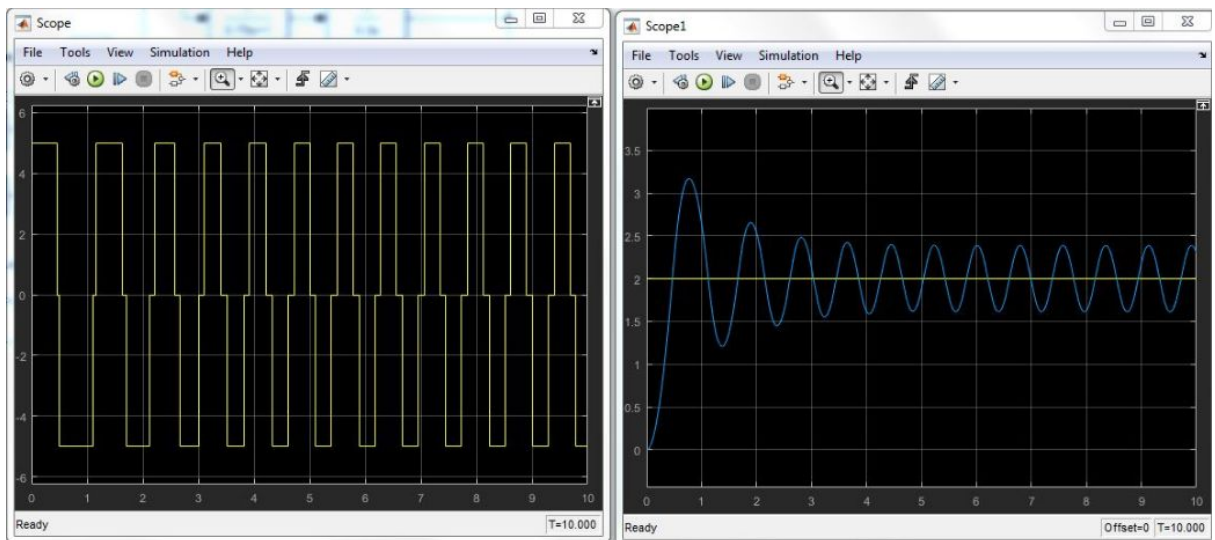 Scope
File Tools View Simulation Help
6
4
2
0
-2
-4
-6
0 1 2 3 4 5 6 7 8 9 10
Ready T=10.000
Scope1
File Tools View Simulation Help
3.5
3
2.5
2
1.5
1
0.5
0
0 1 2 3 4 5 6 7 8 9 10
Ready Offset=0 T=10.000